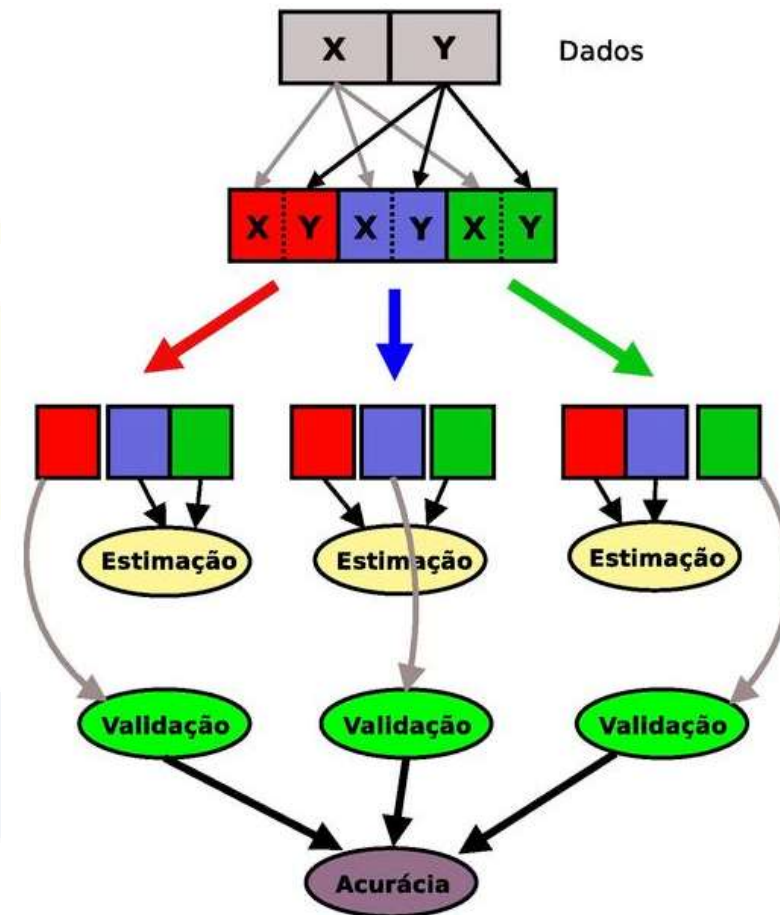 X Y Dados
X Y X Y X Y
Estimação Estimação Estimação
Validação Validação Validação
Acurácia